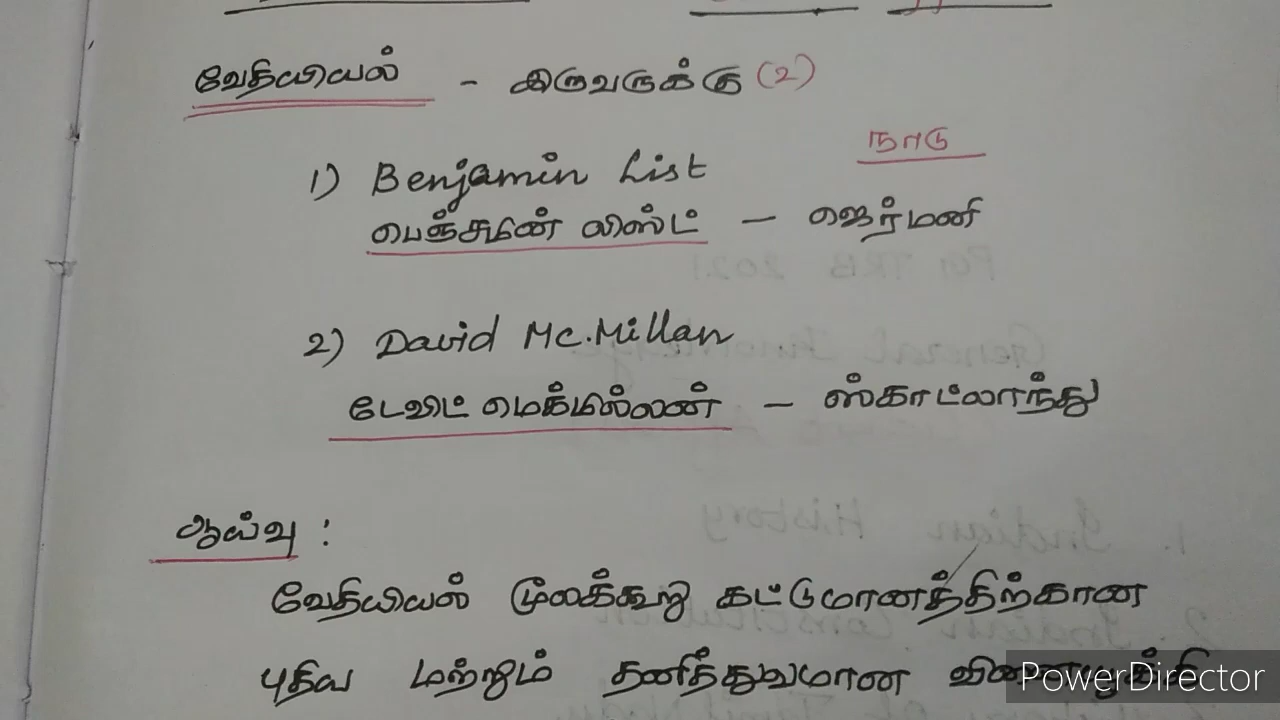 வேதியியல் - இருவருக்கு (2)
நாடு
1) Benjamin List
பெஞ்சமின் லிஸ்ட் - ஜெர்மனி
2) David Mc.Millan
டேவிட் மெக்மில்லன் - ஸ்காட்லாந்து
ஆய்வு :
வேதியியல் மூலக்கூறு கட்டுமானத்திற்கான
புதிய மற்றும் தனித்துவமான வினையூக்கி
PowerDirector